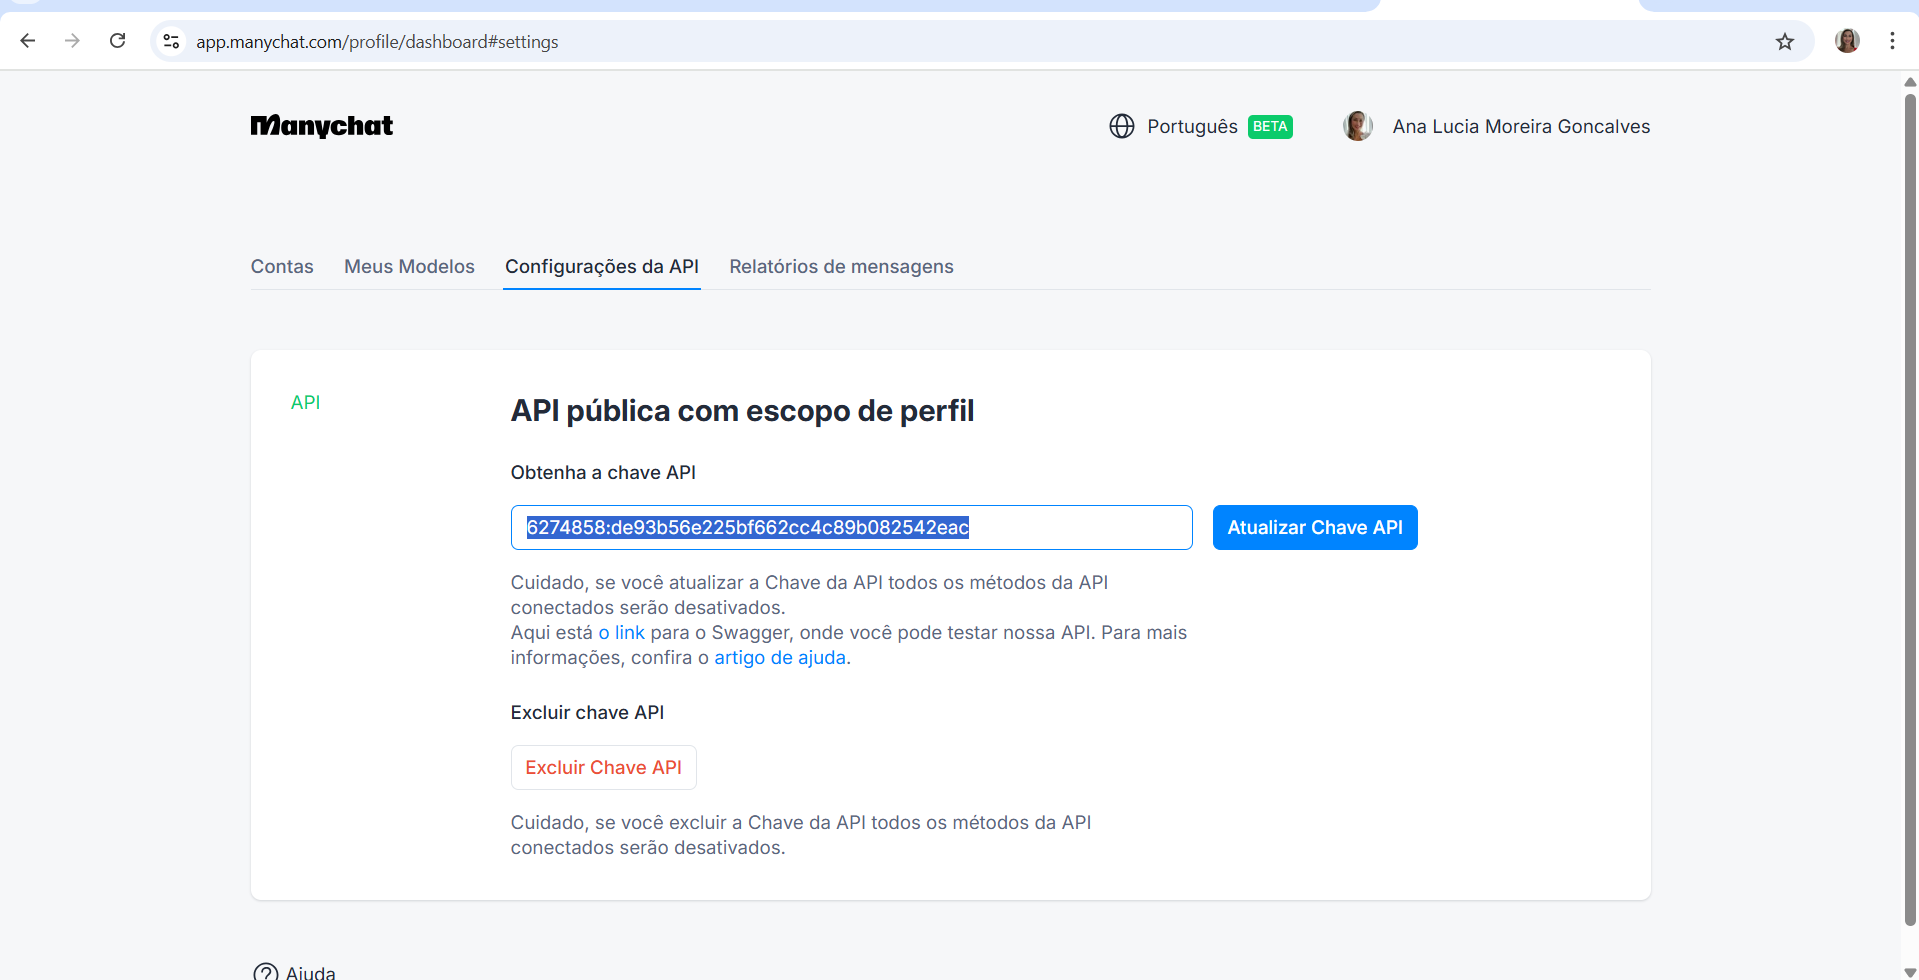 app.manychat.com/profile/dashboard#settings
Manychat
Português BETA
Ana Lucia Moreira Goncalves
Contas Meus Modelos Configurações da API Relatórios de mensagens
API
API pública com escopo de perfil
Obtenha a chave API
6274858:de93b56e225bf662cc4c89b082542eac
Atualizar Chave API
Cuidado, se você atualizar a Chave da API todos os métodos da API
conectados serão desativados.
Aqui está o link para o Swagger, onde você pode testar nossa API. Para mais
informações, confira o artigo de ajuda.
Excluir chave API
Excluir Chave API
Cuidado, se você excluir a Chave da API todos os métodos da API
conectados serão desativados.
Ajuda